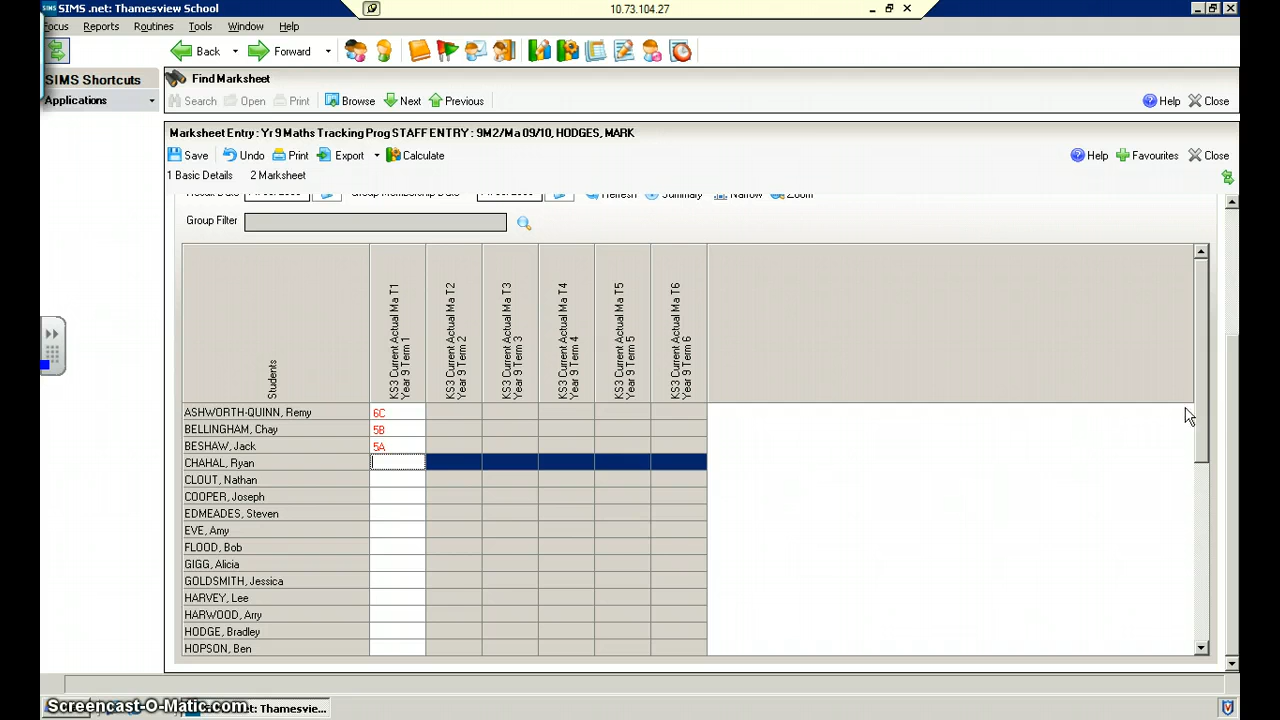 SIMS .net: Thamesview School
10.73.104.27
Focus Reports Routines Tools Window Help
Back Forward
SIMS Shortcuts
Applications
Find Marksheet
Search Open Print Browse Next Previous Help Close
Marksheet Entry : Yr 9 Maths Tracking Prog STAFF ENTRY : 9M2/Ma 09/10, HODGES, MARK
Save Undo Print Export Calculate Help Favourites Close
1 Basic Details 2 Marksheet
Group Membership Date Refresh Summary Narrow Zoom
Group Filter
Students
KS3 Current Actual Ma T1
Year 9 Term 1
KS3 Current Actual Ma T2
Year 9 Term 2
KS3 Current Actual Ma T3
Year 9 Term 3
KS3 Current Actual Ma T4
Year 9 Term 4
KS3 Current Actual Ma T5
Year 9 Term 5
KS3 Current Actual Ma T6
Year 9 Term 6
ASHWORTH-QUINN, Remy 6C
BELLINGHAM, Chay 5B
BESHAW, Jack 5A
CHAHAL, Ryan
CLOUT, Nathan
COOPER, Joseph
EDMEADES, Steven
EVE, Amy
FLOOD, Bob
GIGG, Alicia
GOLDSMITH, Jessica
HARVEY, Lee
HARWOOD, Arry
HODGE, Bradley
HOPSON, Ben
Screencast-O-Matic.com
t: Thamesvie...